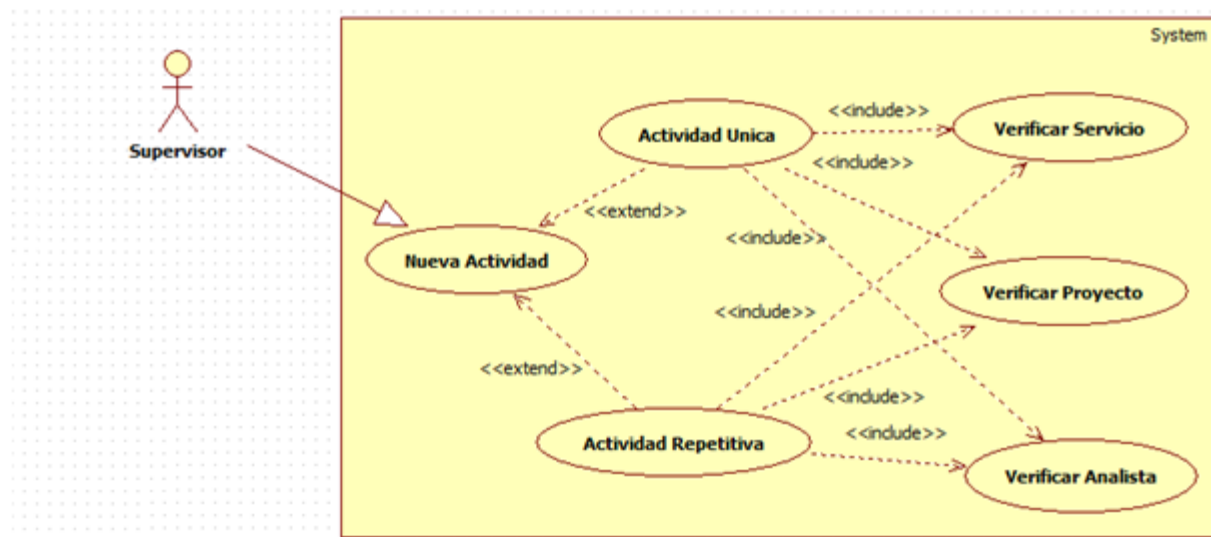 System
Supervisor
Actividad Unica
<<include>>
Verificar Servicio
<<include>>
<<extend>>
<<include>>
Nueva Actividad
Verificar Proyecto
<<include>>
<<extend>>
<<include>>
Actividad Repetitiva
<<include>>
Verificar Analista